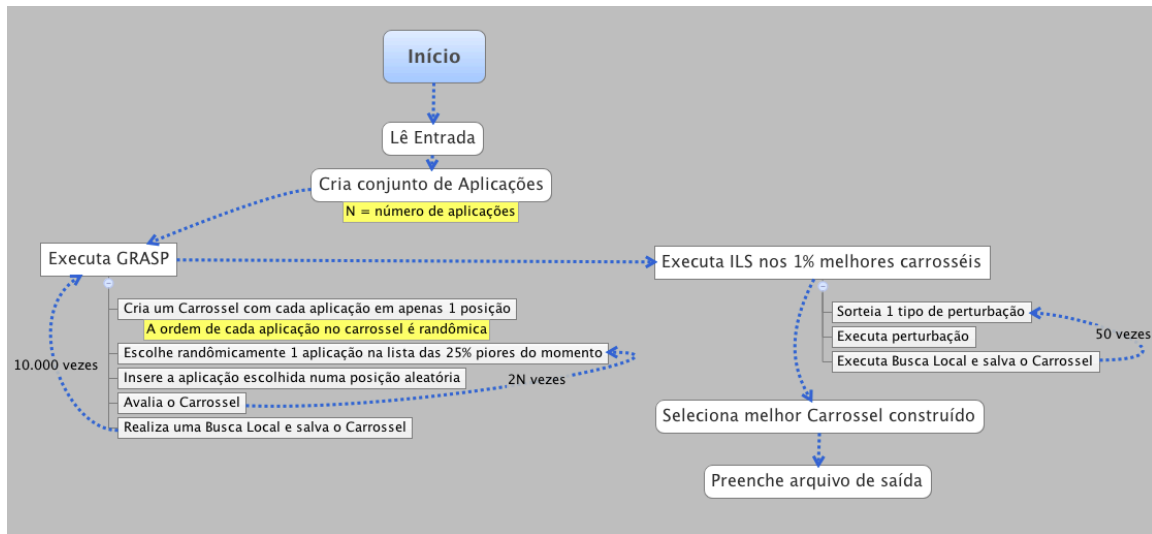 Início
Lê Entrada
Cria conjunto de Aplicações
N = número de aplicações
Executa GRASP
Cria um Carrossel com cada aplicação em apenas 1 posição
A ordem de cada aplicação no carrossel é randômica
Escolhe randômicamente 1 aplicação na lista das 25% piores do momento
10.000 vezes
Insere a aplicação escolhida numa posição aleatória
2N vezes
Avalia o Carrossel
Realiza uma Busca Local e salva o Carrossel
Executa ILS nos 1% melhores carrosséis
Sorteia 1 tipo de perturbação
50 vezes
Executa perturbação
Executa Busca Local e salva o Carrossel
Seleciona melhor Carrossel construído
Preenche arquivo de saída